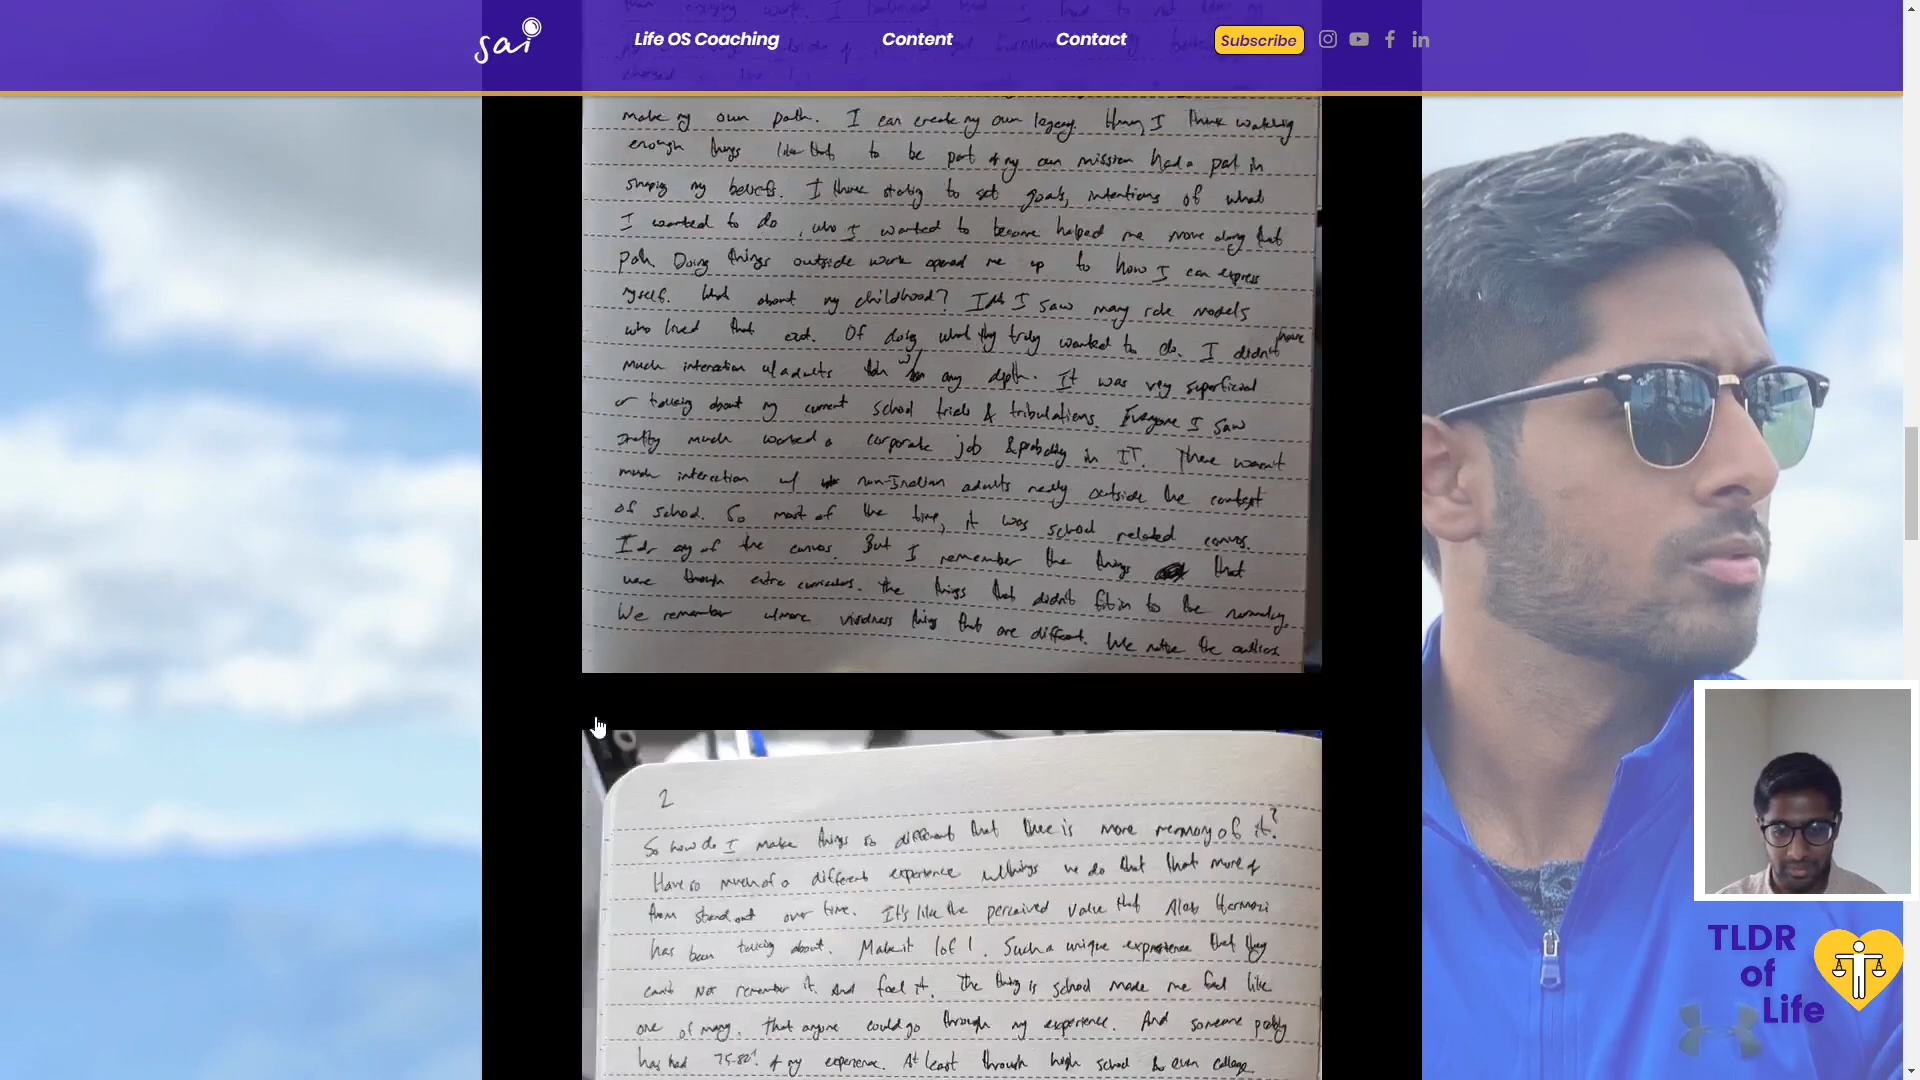 sai
Life OS Coaching
Content
Contact
Subscribe
make my own path. I can create my own legacy. Hmm, I think watching
enough things like that to be part of my own mission had a part in
shaping my beliefs. I think stating to set goals, intentions of what
I wanted to do, who I wanted to become helped me move along that
path. Doing things outside work opened me up to how I can express
myself. What about my childhood? Idk I saw many role models
who lived that out. Of doing what they truly wanted to do. I didn't have
much interaction w/ adults w/ any depth. It was very superficial
or talking about my current school trials & tribulations. Everyone I saw
pretty much worked a corporate job & probably in IT. There wasn't
much interaction w/ non-Indian adults really outside the context
of school. So most of the time, it was school related convos.
Idr any of the convos. But I remember the things that
were through extra curriculars. The things that didn't fit in to the normalcy.
We remember w/ more vividness things that are different. We notice the outliers
2
So how do I make things so different that there is more memory of it?
Have so much of a different experience w/ things we do that that more of
them stand out over time. It's like the perceived value that Alex Hormozi
has been talking about. Make it 1 of 1. Such a unique experience that they
can't not remember it. And feel it. The thing is school made me feel like
one of many. That anyone could go through my experience. And someone probly
has had 75-82% of my experience. At least through high school & even college
TLDR
of
Life